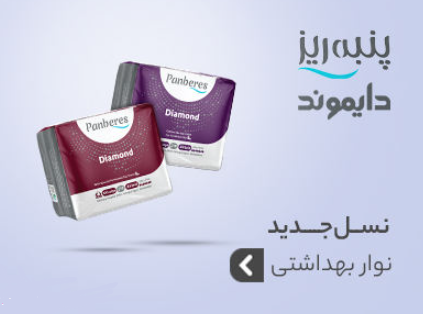 پنبه‌ریز
دایموند
Panberes
Diamond
Panberes
Diamond
نسل جدید
نوار بهداشتی